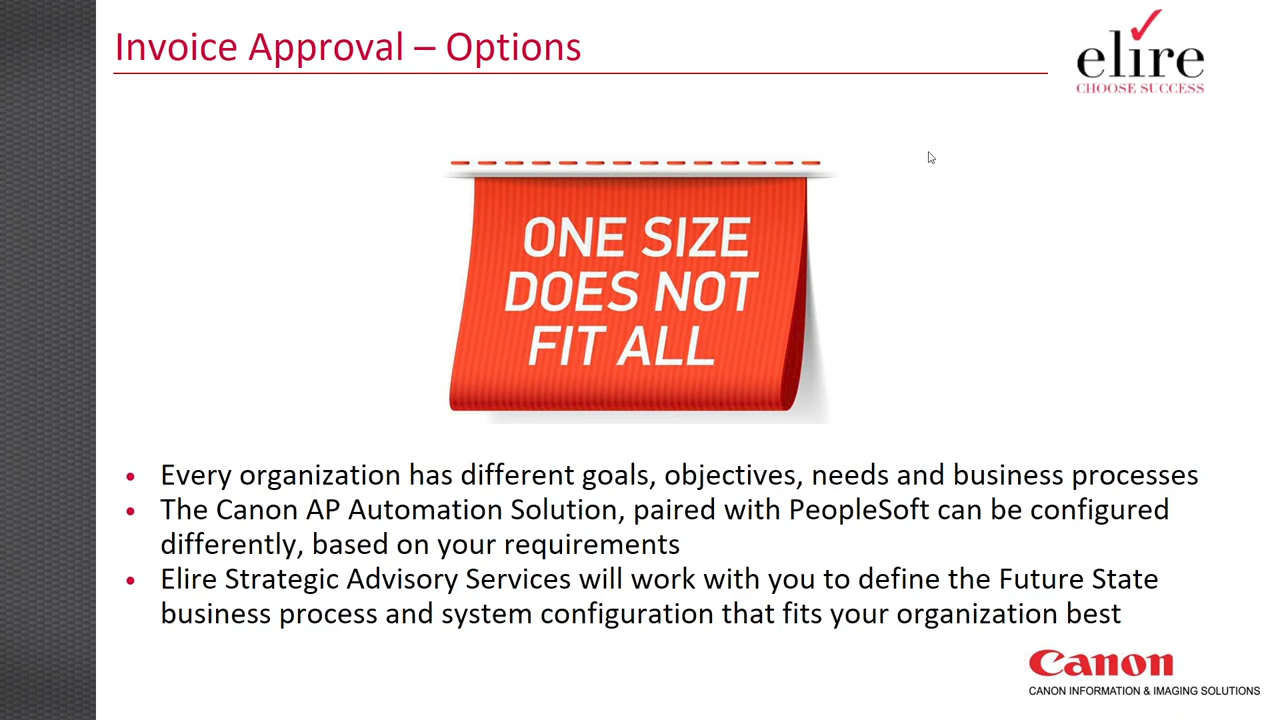 Invoice Approval – Options
elire
CHOOSE SUCCESS
ONE SIZE
DOES NOT
FIT ALL
• Every organization has different goals, objectives, needs and business processes
• The Canon AP Automation Solution, paired with PeopleSoft can be configured
differently, based on your requirements
• Elire Strategic Advisory Services will work with you to define the Future State
business process and system configuration that fits your organization best
Canon
CANON INFORMATION & IMAGING SOLUTIONS